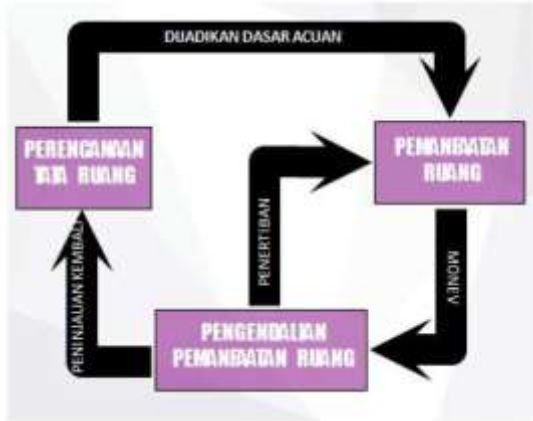 DIJADIKAN DASAR ACUAN
PERENCANAAN
TATA RUANG
PEMANFAATAN
RUANG
PENERTIBAN
MONEV
PENINJAUAN KEMBALI
PENGENDALIAN
PEMANFAATAN RUANG